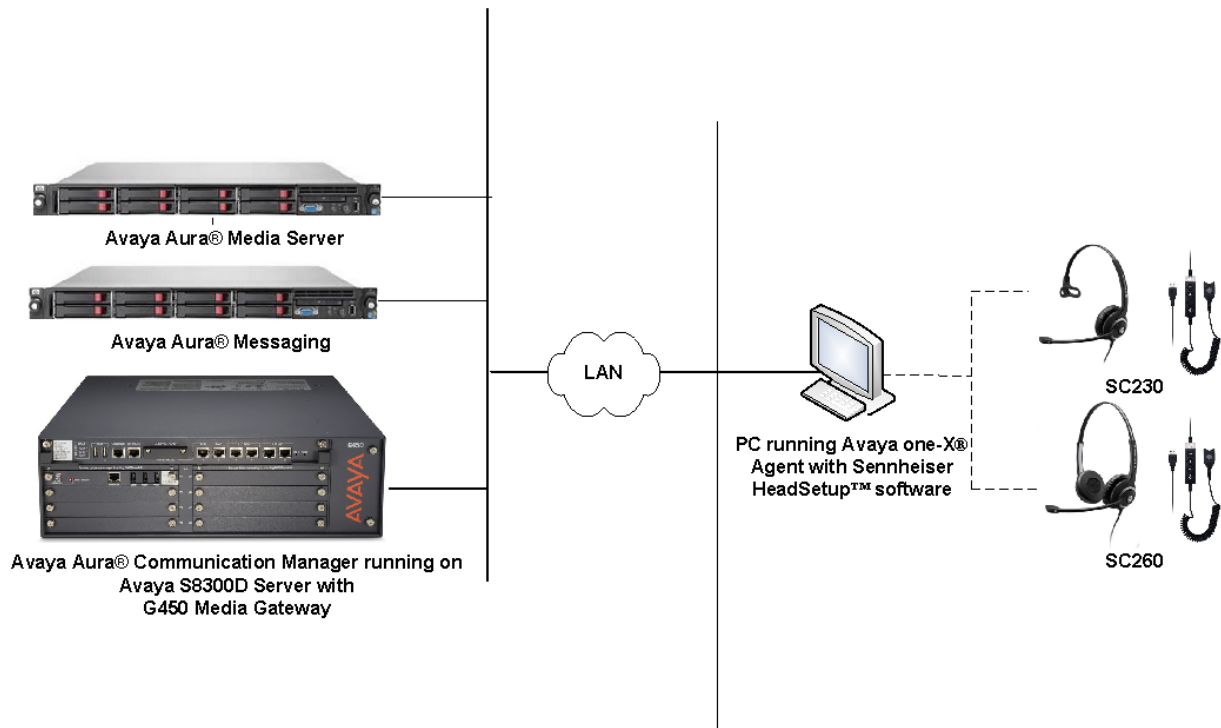 Avaya Aura® Media Server
Avaya Aura® Messaging
AVAYA
Avaya Aura® Communication Manager running on
Avaya S8300D Server with
G450 Media Gateway
LAN
PC running Avaya one-X®
Agent with Sennheiser
HeadSetup™ software
SC230
SC260